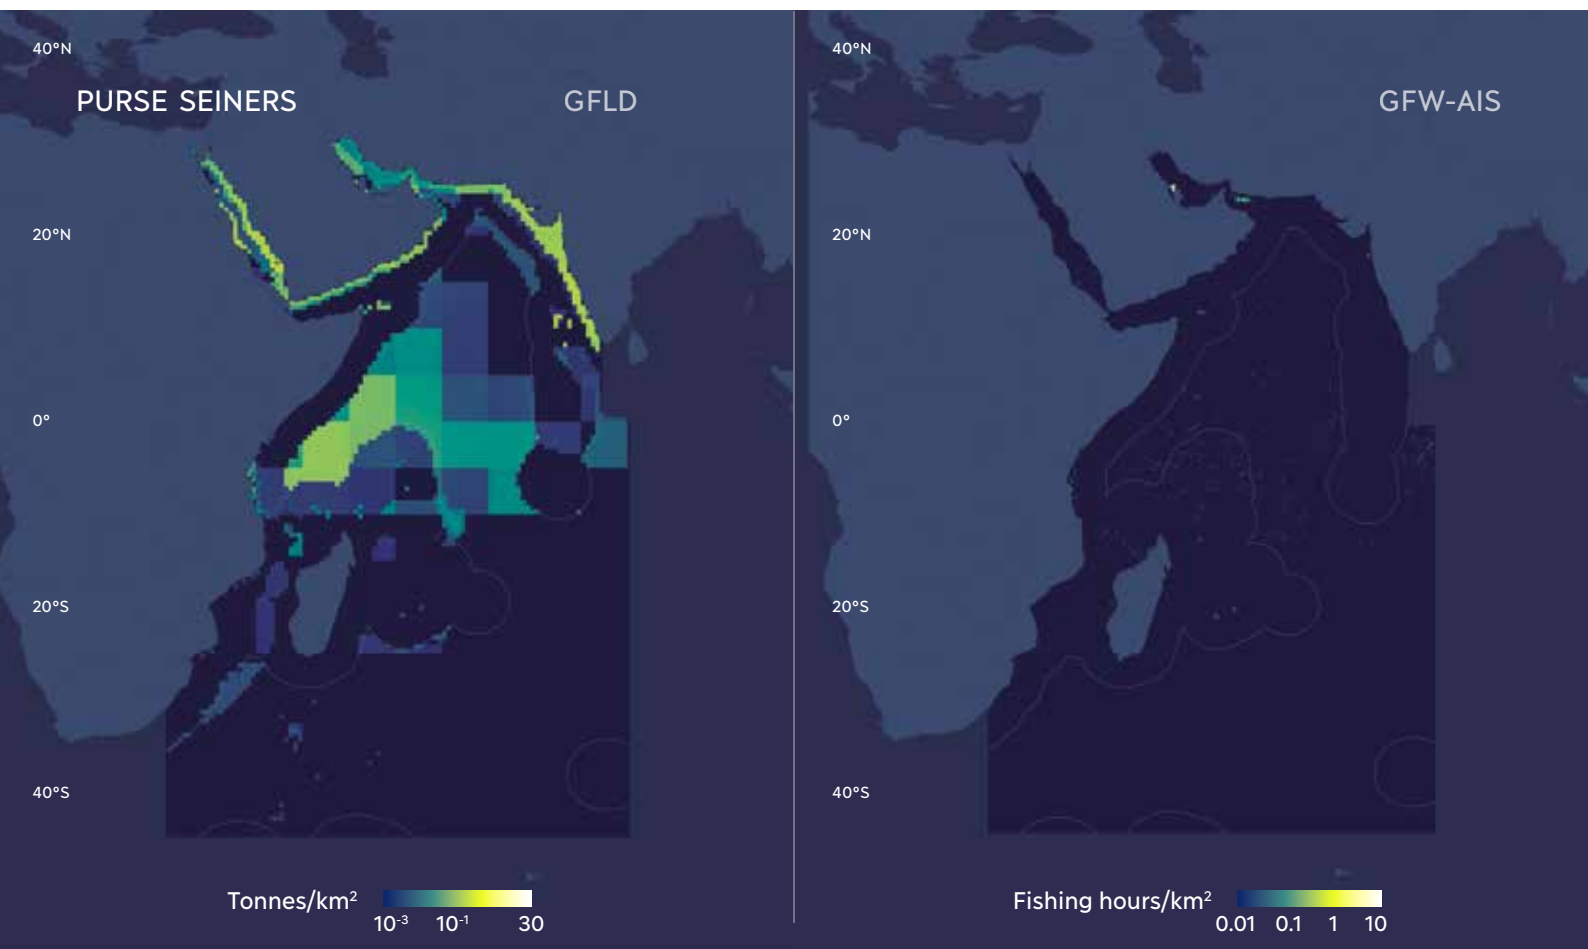 PURSE SEINERS
GFLD
40°N
20°N
0°
20°S
40°S
Tonnes/km²
10⁻³ 10⁻¹ 30
GFW-AIS
40°N
20°N
0°
20°S
40°S
Fishing hours/km²
0.01 0.1 1 10